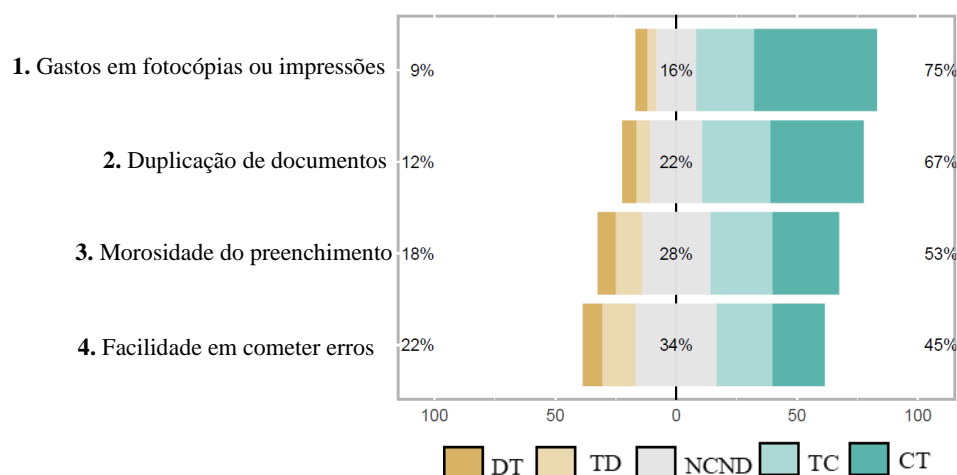 1. Gastos em fotocópias ou impressões 9% 16% 75%
2. Duplicação de documentos 12% 22% 67%
3. Morosidade do preenchimento 18% 28% 53%
4. Facilidade em cometer erros 22% 34% 45%
100 50 0 50 100
DT TD NCND TC CT